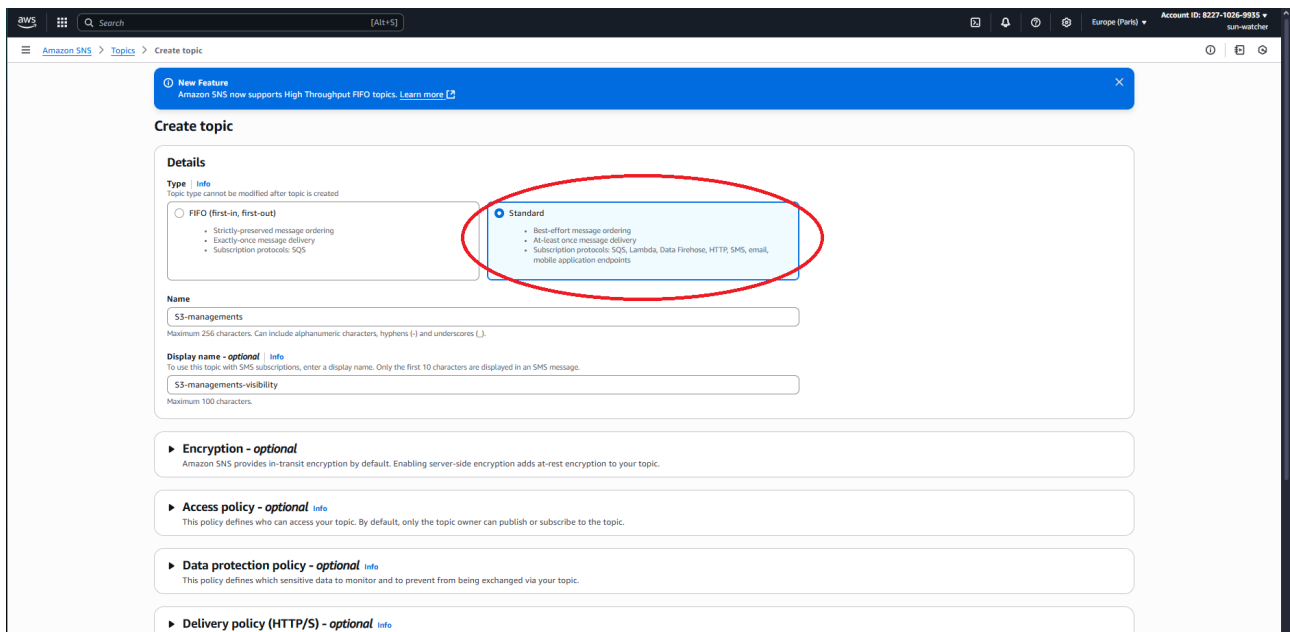 aws
Search
[Alt+S]
Europe (Paris)
Account ID: 8227-1026-9935
sun-watcher
Amazon SNS > Topics > Create topic
New Feature
Amazon SNS now supports High Throughput FIFO topics. Learn more
Create topic
Details
Type | Info
Topic type cannot be modified after topic is created
FIFO (first-in, first-out)
• Strictly-preserved message ordering
• Exactly-once message delivery
• Subscription protocols: SQS
Standard
• Best-effort message ordering
• At-least once message delivery
• Subscription protocols: SQS, Lambda, Data Firehose, HTTP, SMS, email,
mobile application endpoints
Name
S3-managements
Maximum 256 characters. Can include alphanumeric characters, hyphens (-) and underscores (_).
Display name - optional | Info
To use this topic with SMS subscriptions, enter a display name. Only the first 10 characters are displayed in an SMS message.
S3-managements-visibility
Maximum 100 characters.
Encryption - optional
Amazon SNS provides in-transit encryption by default. Enabling server-side encryption adds at-rest encryption to your topic.
Access policy - optional Info
This policy defines who can access your topic. By default, only the topic owner can publish or subscribe to the topic.
Data protection policy - optional Info
This policy defines which sensitive data to monitor and to prevent from being exchanged via your topic.
Delivery policy (HTTP/S) - optional Info